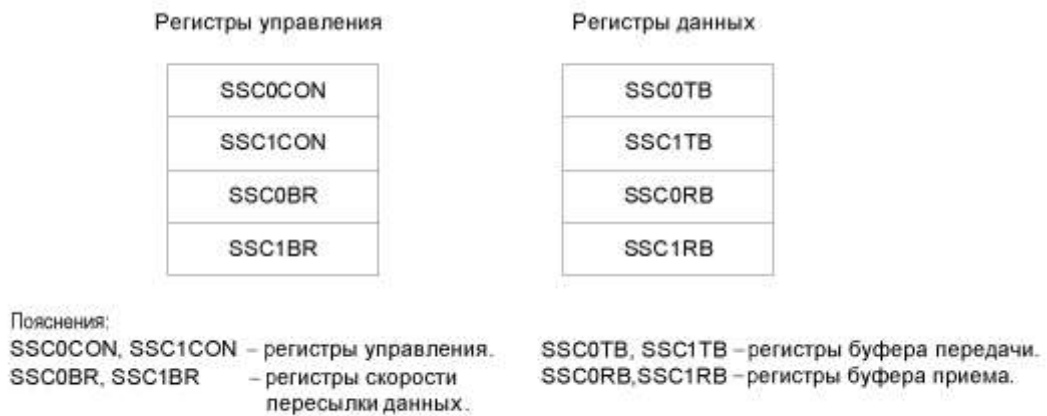 Регистры управления
Регистры данных
SSC0CON
SSC1CON
SSC0BR
SSC1BR
SSC0TB
SSC1TB
SSC0RB
SSC1RB
Пояснения:
SSC0CON, SSC1CON – регистры управления.
SSC0BR, SSC1BR – регистры скорости
пересылки данных.
SSC0TB, SSC1TB – регистры буфера передачи.
SSC0RB,SSC1RB – регистры буфера приема.